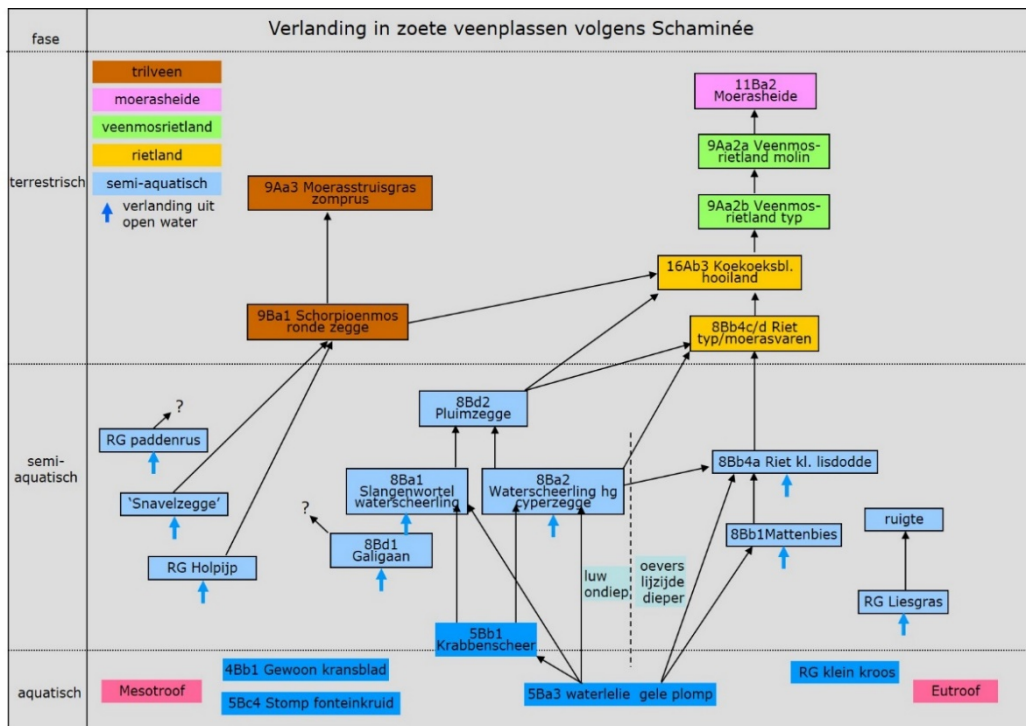 fase
Verlanding in zoete veenplassen volgens Schaminée
trilveen
moerasheide
veenmosrietland
rietland
semi-aquatisch
verlanding uit
open water
terrestrisch
11Ba2
Moerasheide
9Aa2a Veenmos-
rietland molin
9Aa2b Veenmos-
rietland typ
9Aa3 Moerasstruisgras
zomprus
16Ab3 Koekoeksbl.
hooiland
9Ba1 Schorpioenmos
ronde zegge
8Bb4c/d Riet
typ/moerasvaren
semi-
aquatisch
8Bd2
Pluimzegge
?
RG paddenrus
'Snavelzegge'
RG Holpijp
8Ba1
Slangenwortel
waterscheerling
8Ba2
Waterscheerling hg
cyperzegge
8Bb4a Riet kl. lisdodde
?
8Bd1
Galigaan
8Bb1Mattenbies
ruigte
luw
ondiep
oevers
lijzijde
dieper
RG Liesgras
5Bb1
Krabbenscheer
aquatisch
Mesotroof
4Bb1 Gewoon kransblad
5Bc4 Stomp fonteinkruid
5Ba3 waterlelie gele plomp
RG klein kroos
Eutroof